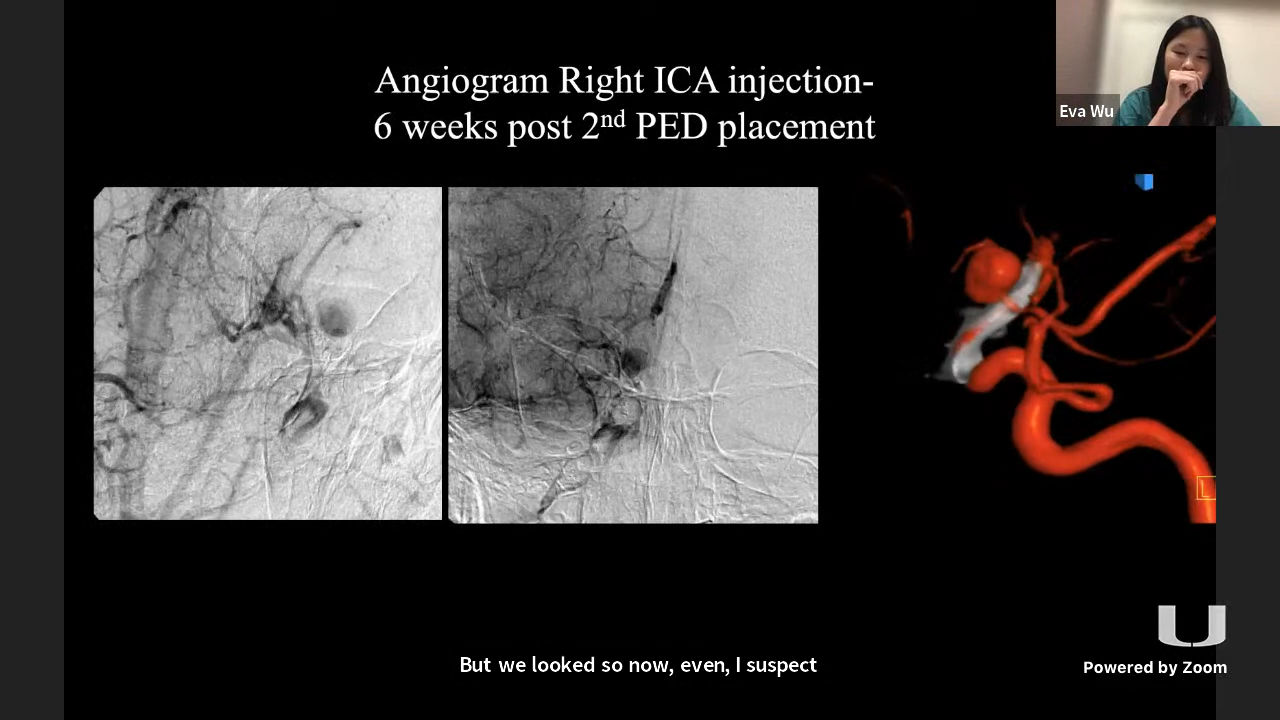 Angiogram Right ICA injection-
6 weeks post 2nd PED placement
Eva Wu
L
But we looked so now, even, I suspect
U
Powered by Zoom